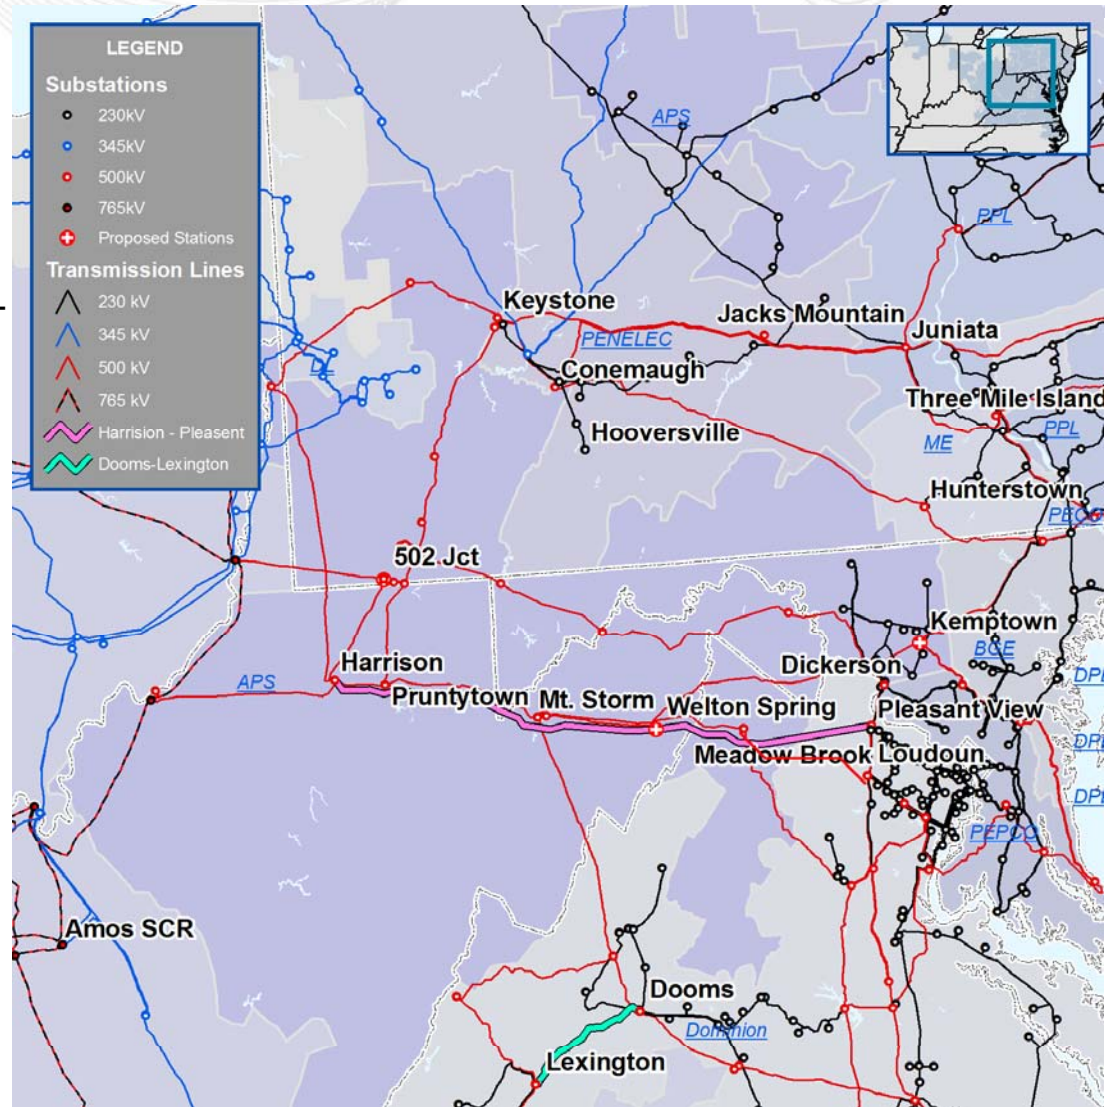 LEGEND
Substations
230kV
345kV
500kV
765kV
Proposed Stations
Transmission Lines
230 kV
345 kV
500 kV
765 kV
Harrision - Pleasent
Dooms-Lexington
APS
PPL
Keystone
Jacks Mountain
Juniata
PENELEC
DL
Conemaugh
Three Mile Island
Hooversville
ME
PPL
Hunterstown
PECO
502 Jct
Kemptown
BGE
Harrison
Dickerson
APS
DPL
Pruntytown
Mt. Storm
Welton Spring
Pleasant View
Meadow Brook
Loudoun
PEPCO
Amos SCR
Dooms
Dominion
Lexington